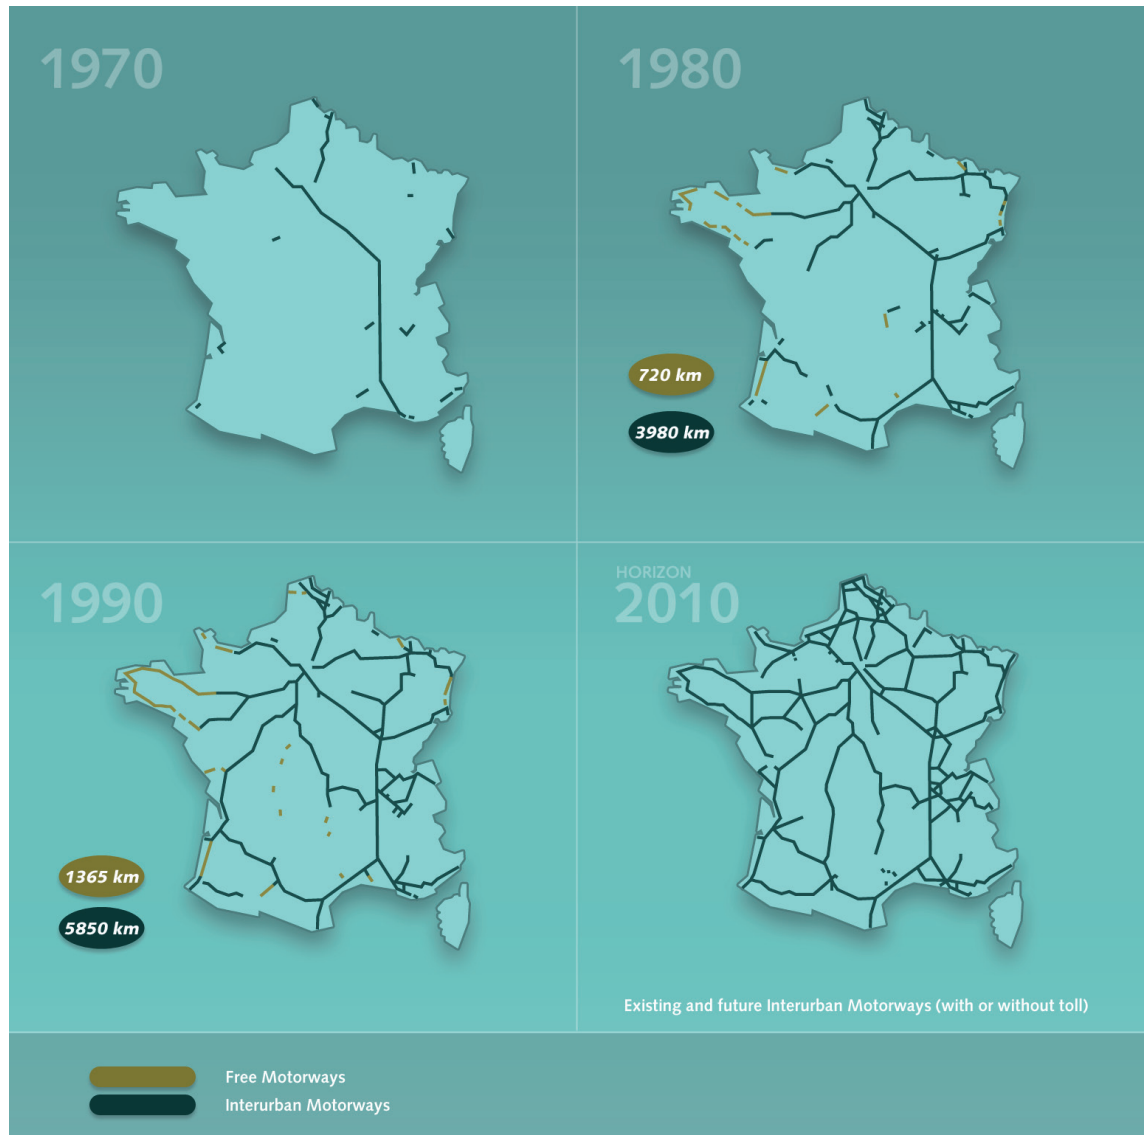 1970
1980
720 km
3980 km
1990
1365 km
5850 km
HORIZON
2010
Existing and future Interurban Motorways (with or without toll)
Free Motorways
Interurban Motorways